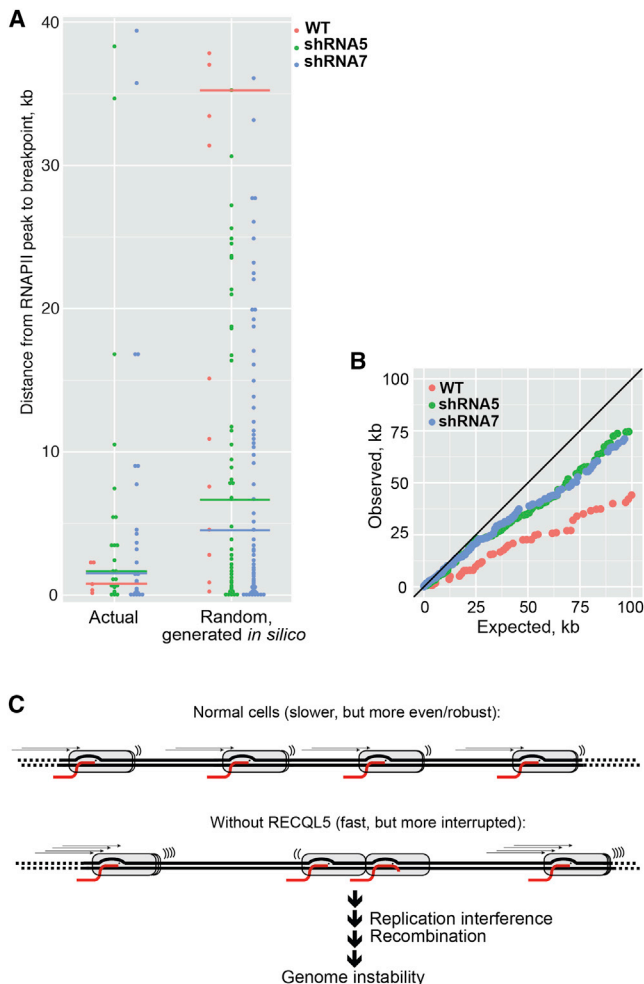 A
WT
shRNA5
shRNA7
Distance from RNAPII peak to breakpoint, kb
40
30
20
10
0
Actual
Random,
generated in silico
B
WT
shRNA5
shRNA7
Observed, kb
100
75
50
25
0
0 25 50 75 100
Expected, kb
C
Normal cells (slower, but more even/robust):
Without RECQL5 (fast, but more interrupted):
Replication interference
Recombination
Genome instability